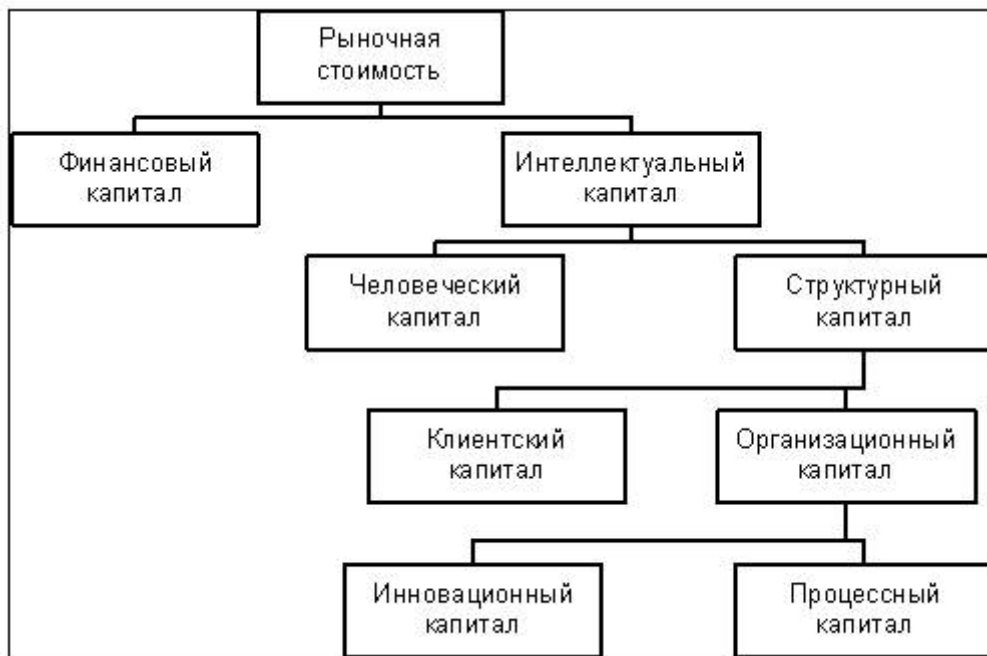 Рыночная
стоимость
Финансовый
капитал
Интеллектуальный
капитал
Человеческий
капитал
Структурный
капитал
Клиентский
капитал
Организационный
капитал
Инновационный
капитал
Процессный
капитал